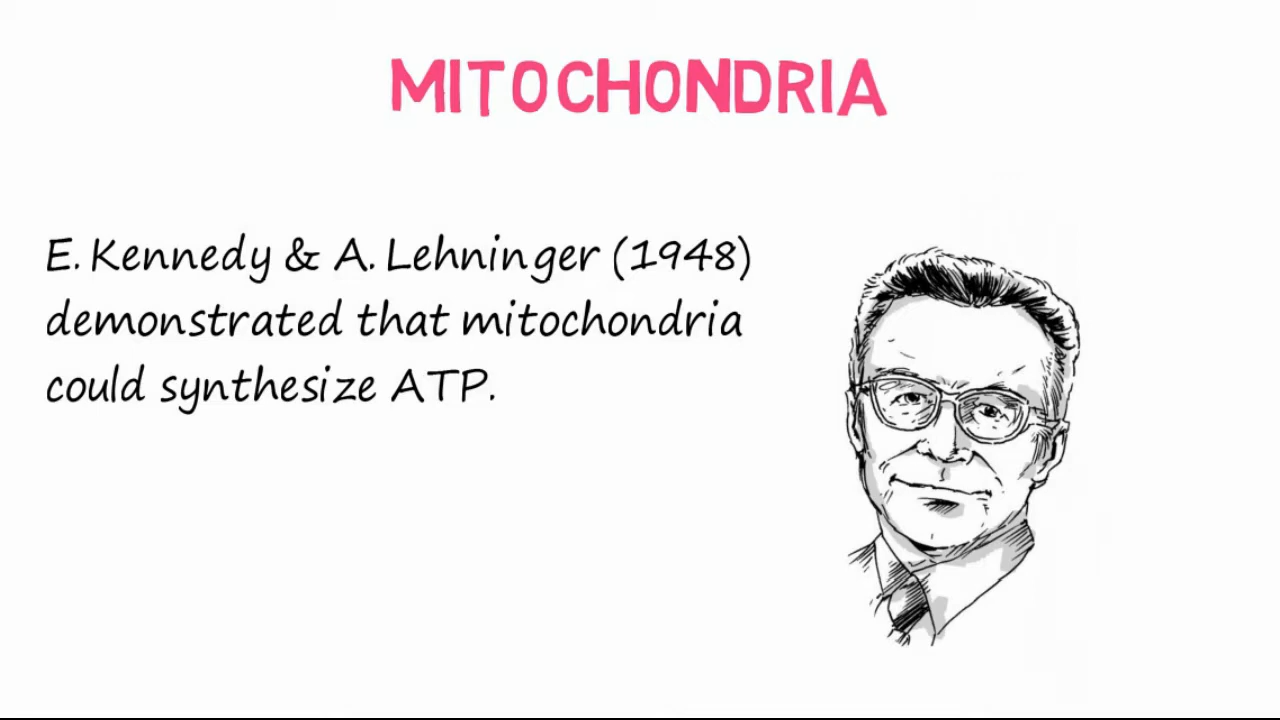 MITOCHONDRIA
E. Kennedy & A. Lehninger (1948)
demonstrated that mitochondria
could synthesize ATP.